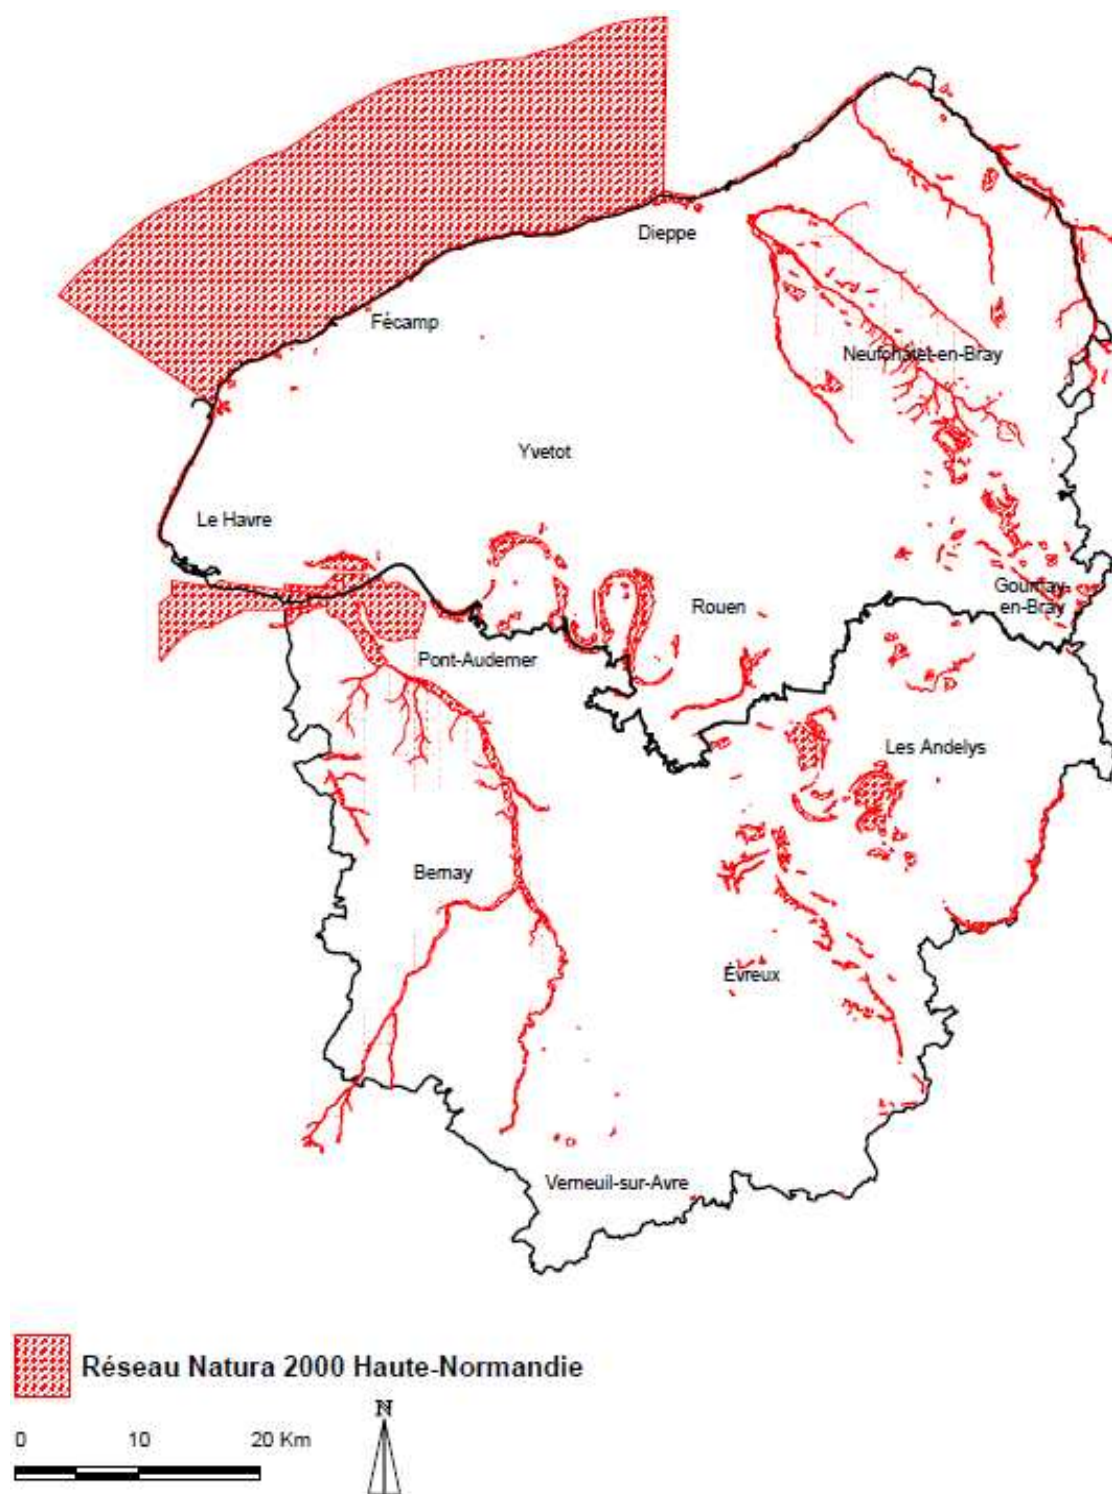 Dieppe
Fécamp
Neufchâtel-en-Bray
Yvetot
Le Havre
Gournay-
en-Bray
Rouen
Pont-Audemer
Les Andelys
Bernay
Évreux
Verneuil-sur-Avre
Réseau Natura 2000 Haute-Normandie
N
0 10 20 Km